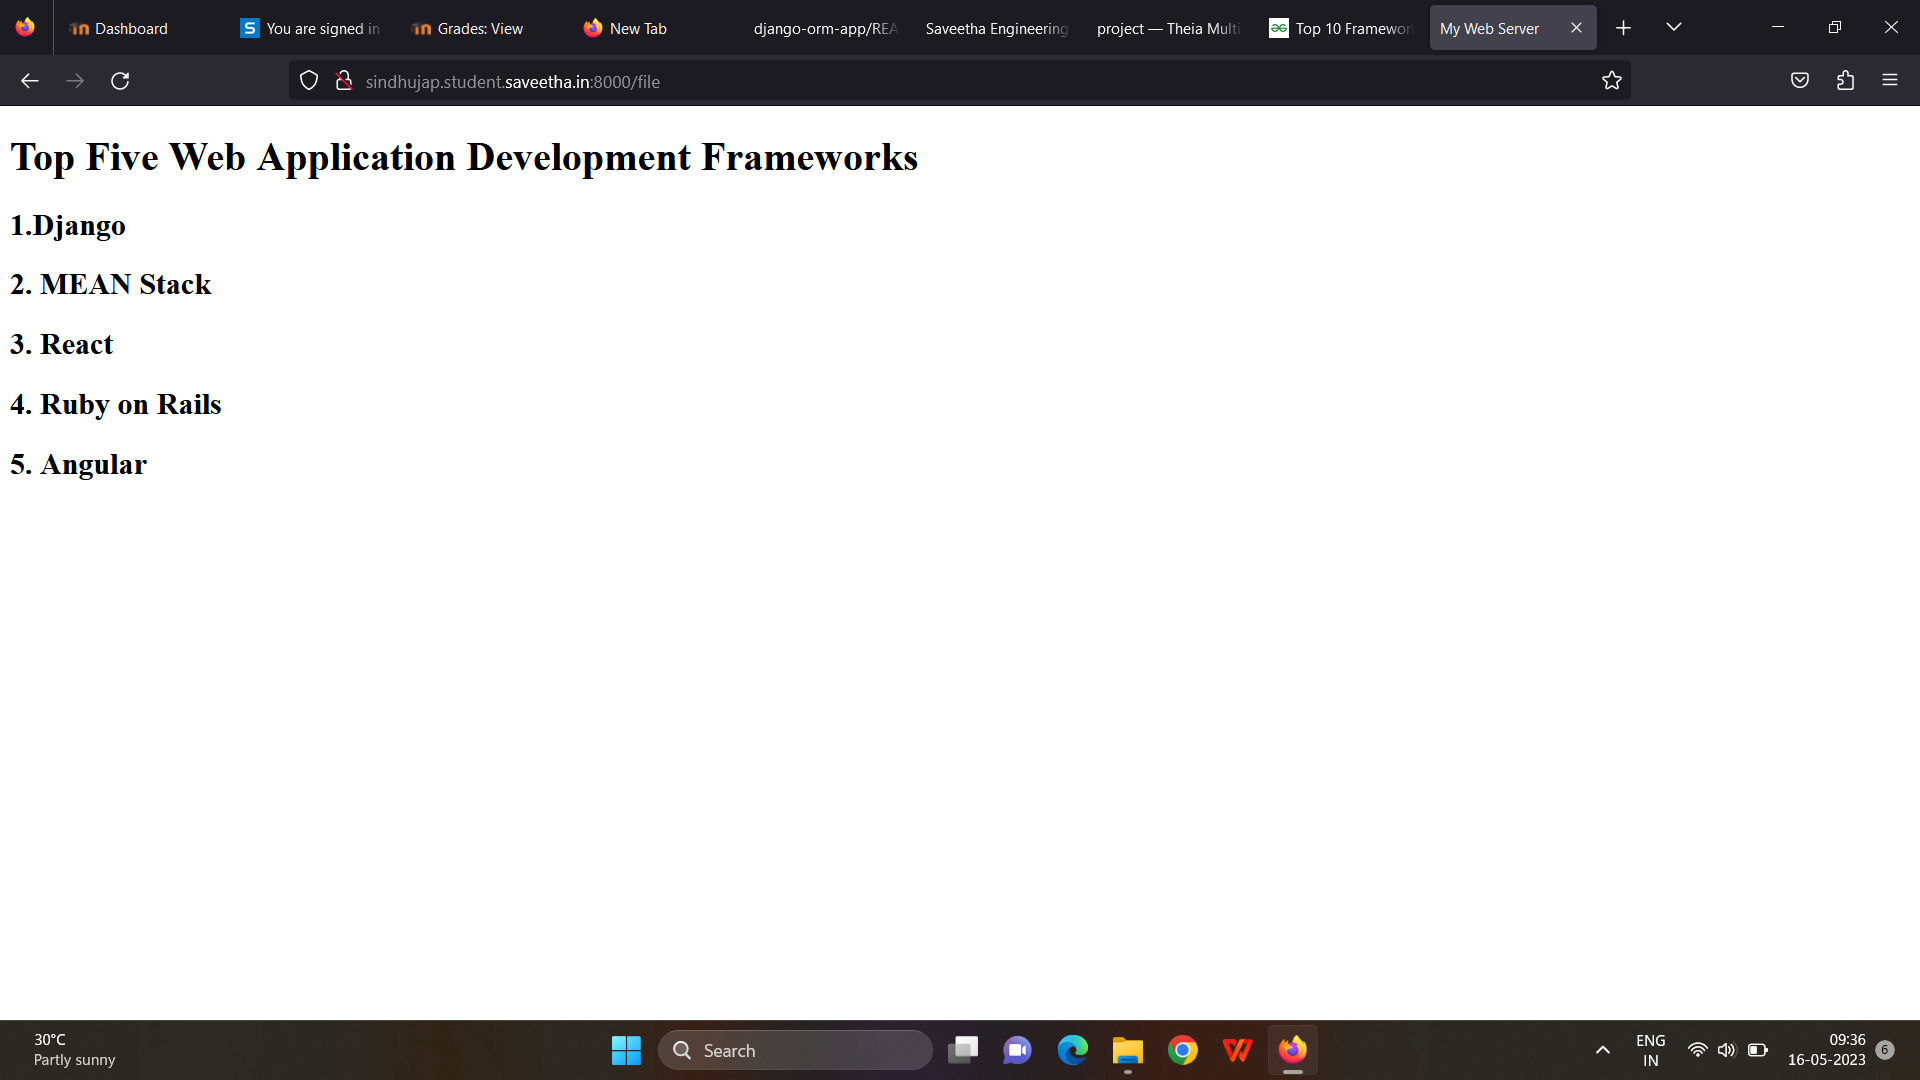 Dashboard
You are signed in
Grades: View
New Tab
django-orm-app/REA
Saveetha Engineering
project — Theia Multi
Top 10 Framewor
My Web Server
sindhujap.student.saveetha.in:8000/file
Top Five Web Application Development Frameworks
1.Django
2. MEAN Stack
3. React
4. Ruby on Rails
5. Angular
30°C
Partly sunny
Search
ENG
IN
09:36
16-05-2023
6